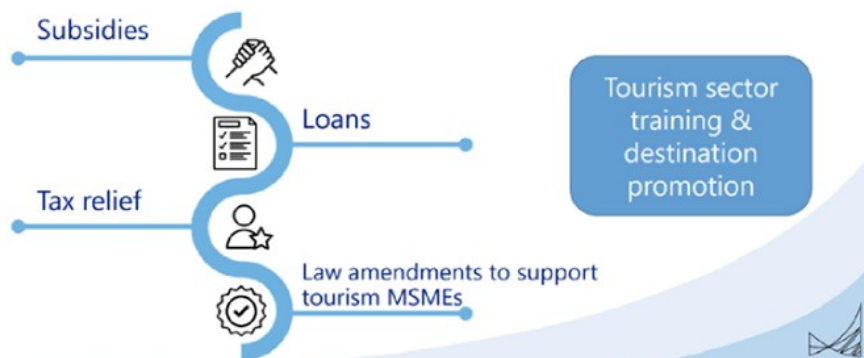 Subsidies
Loans
Tax relief
Law amendments to support
tourism MSMEs
Tourism sector
training &
destination
promotion